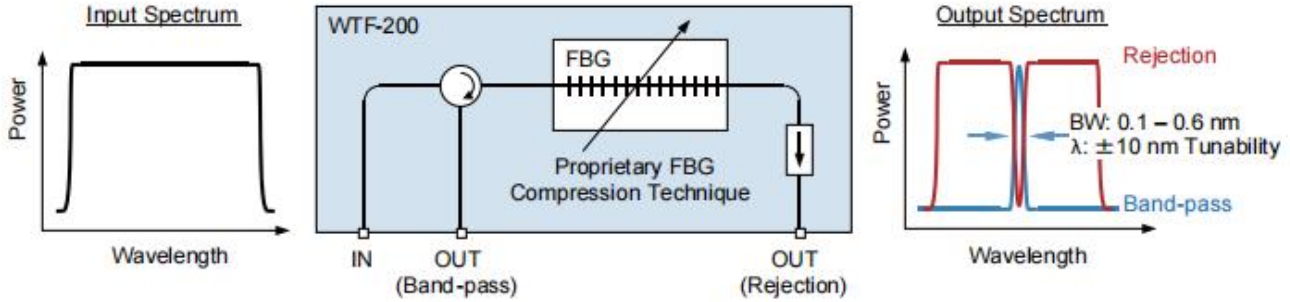 Input Spectrum
Power
Wavelength
WTF-200
FBG
Proprietary FBG
Compression Technique
IN
OUT
(Band-pass)
OUT
(Rejection)
Output Spectrum
Power
Rejection
BW: 0.1 – 0.6 nm
λ: ±10 nm Tunability
Band-pass
Wavelength